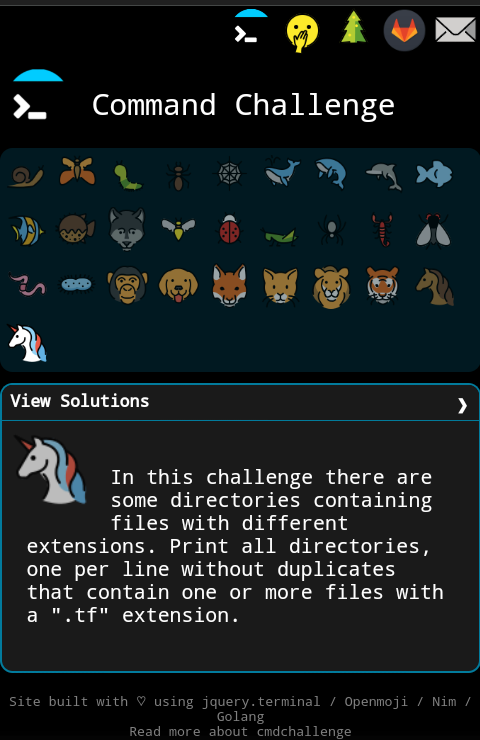 Command Challenge
View Solutions ❯
In this challenge there are
some directories containing
files with different
extensions. Print all directories,
one per line without duplicates
that contain one or more files with
a ".tf" extension.
Site built with ♡ using jquery.terminal / Openmoji / Nim /
Golang
Read more about cmdchallenge